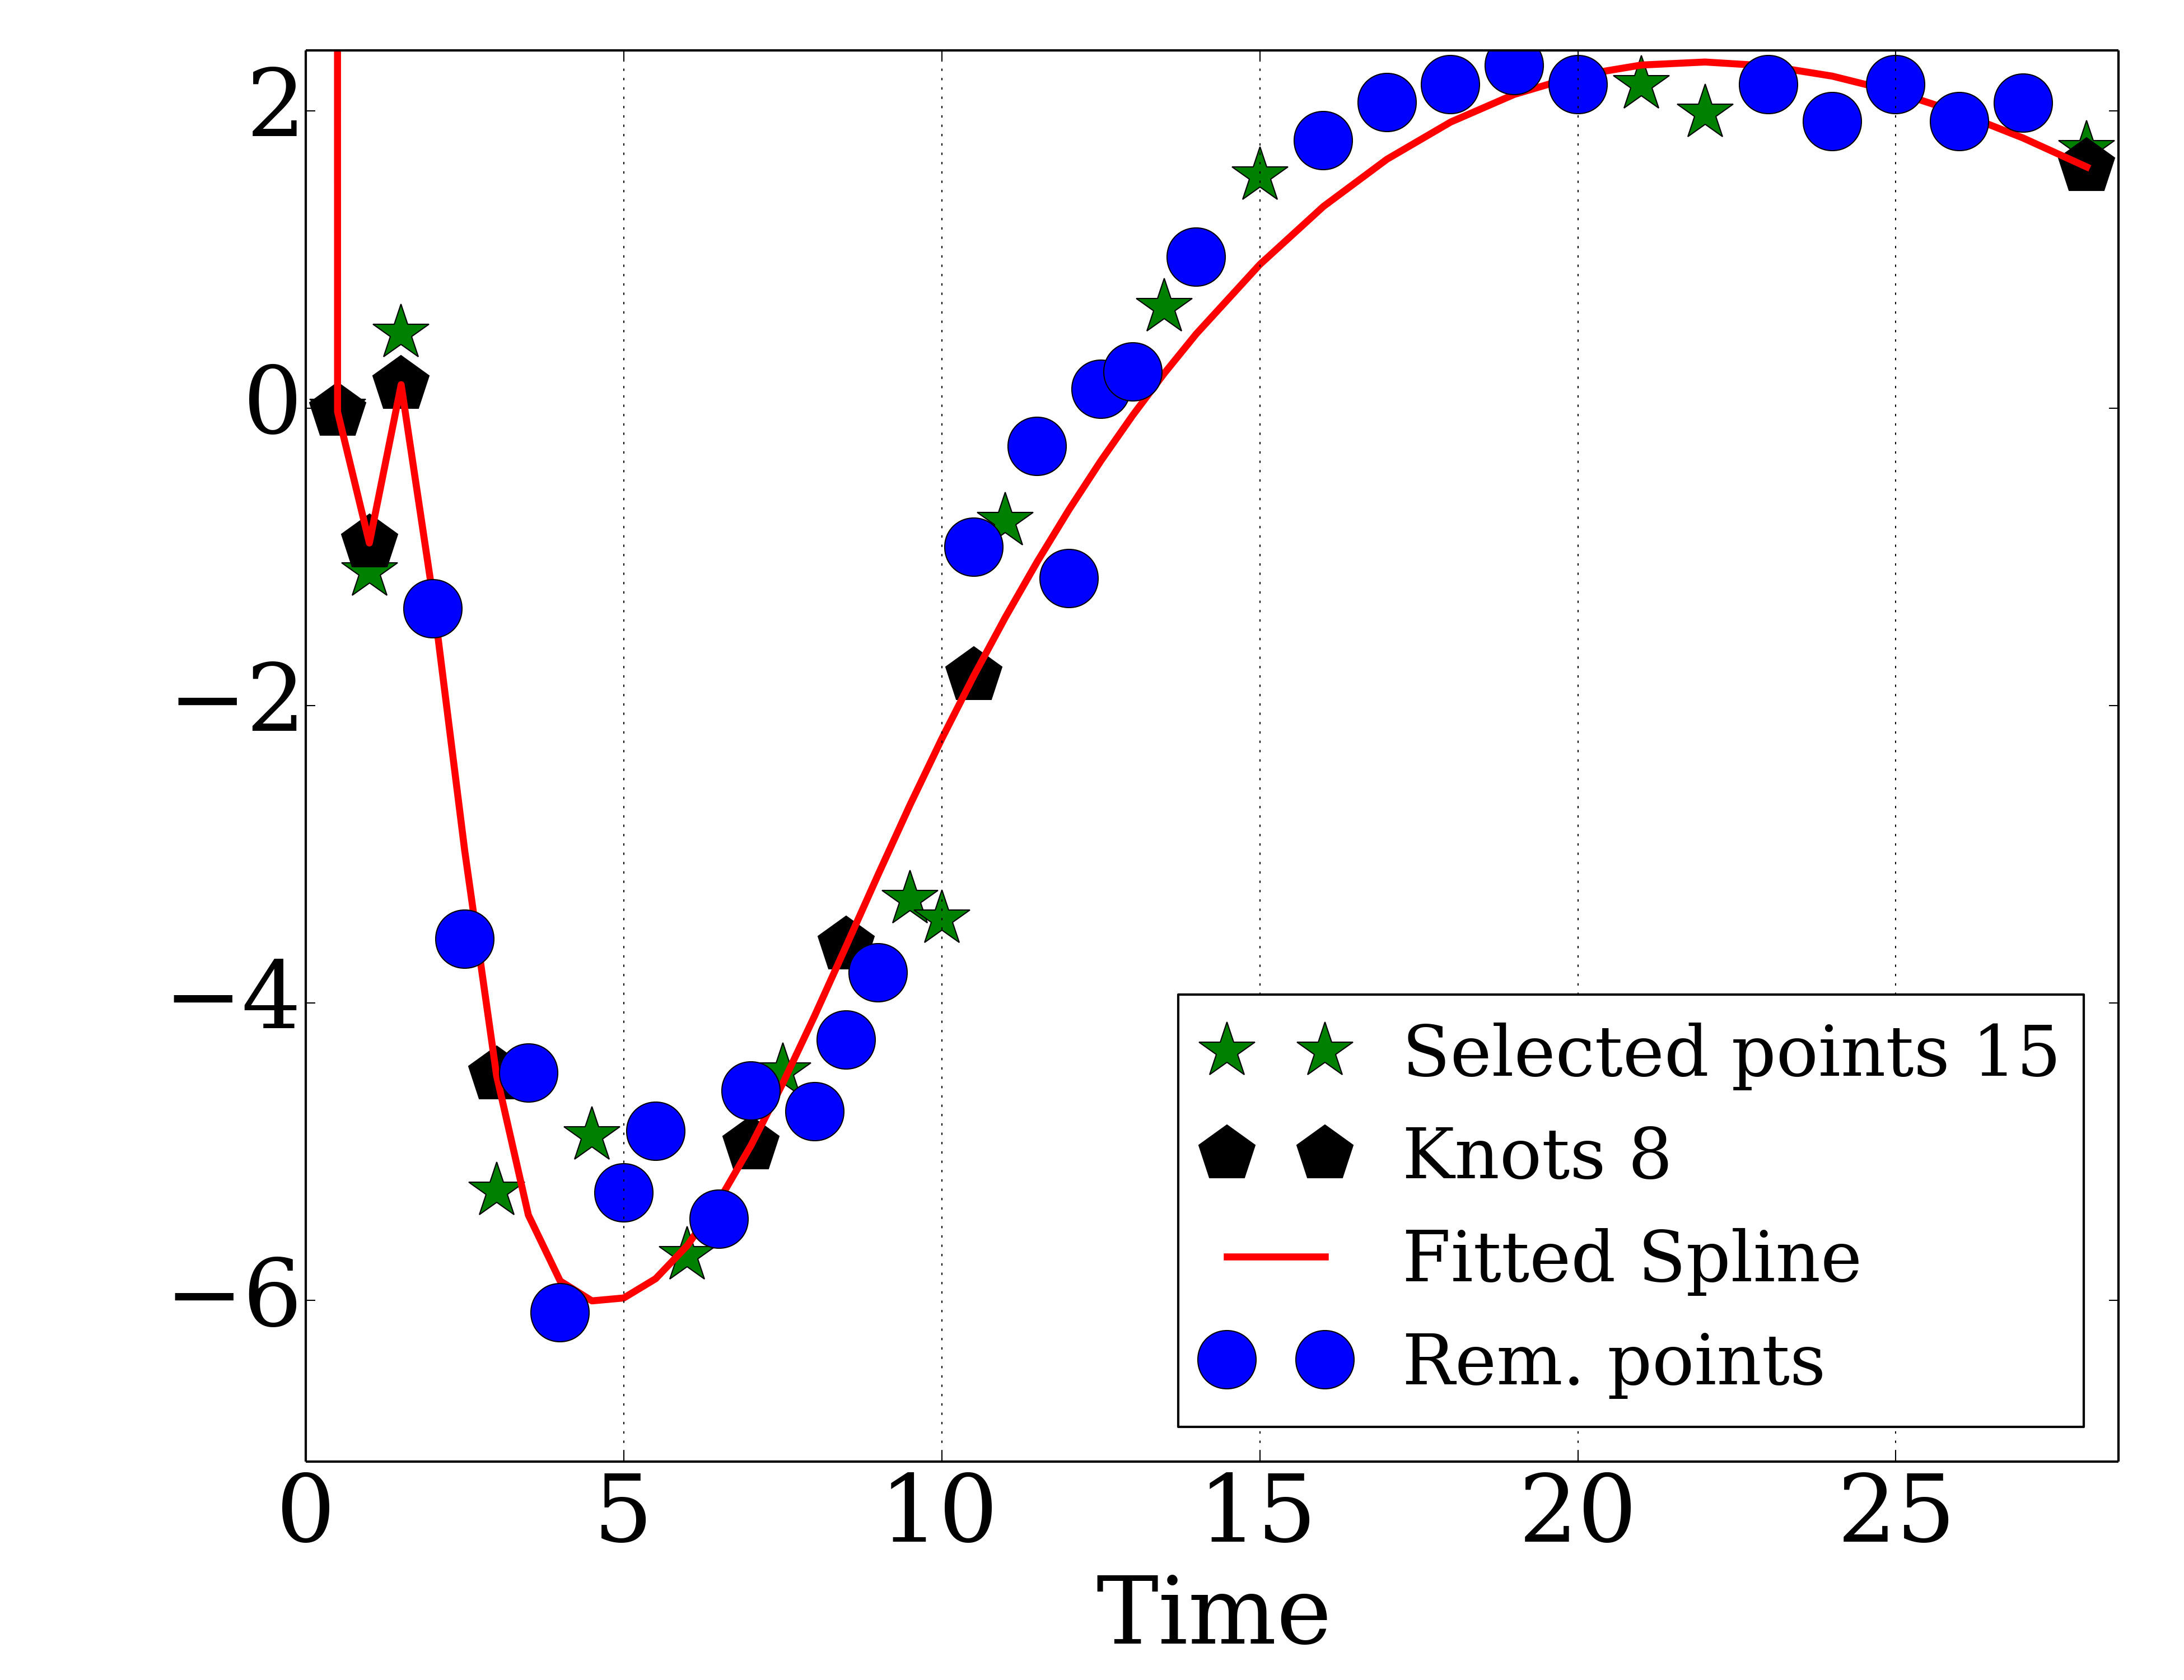 2
0
−2
−4
−6
0 5 10 15 20 25
Time
Selected points 15
Knots 8
Fitted Spline
Rem. points